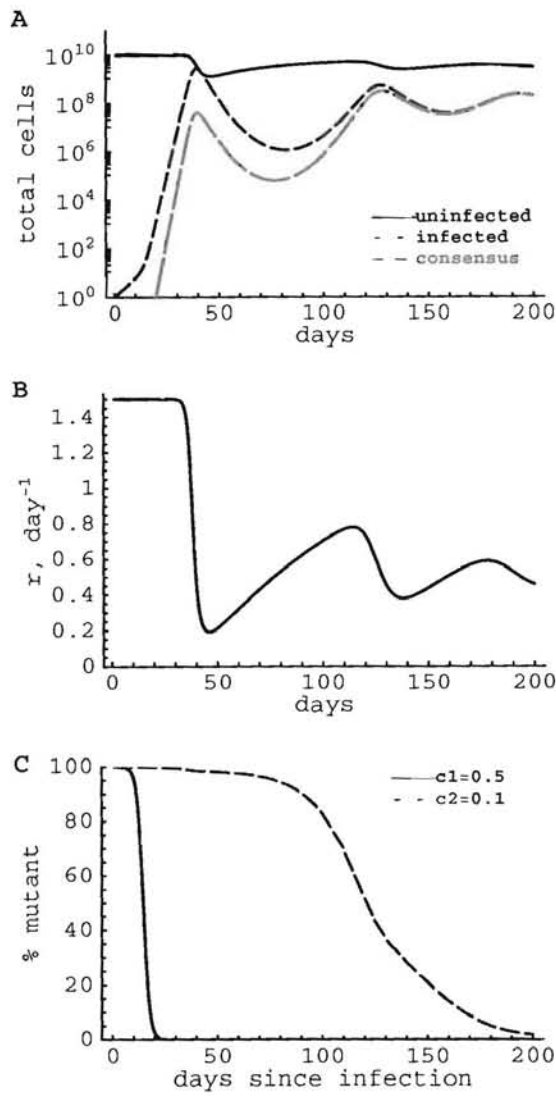 A
total cells
10^10
10^8
10^6
10^4
10^2
10^0
uninfected
infected
consensus
0 50 100 150 200
days
B
r, day^-1
1.4
1.2
1
0.8
0.6
0.4
0.2
0
0 50 100 150 200
days
C
% mutant
100
80
60
40
20
0
c1=0.5
c2=0.1
0 50 100 150 200
days since infection